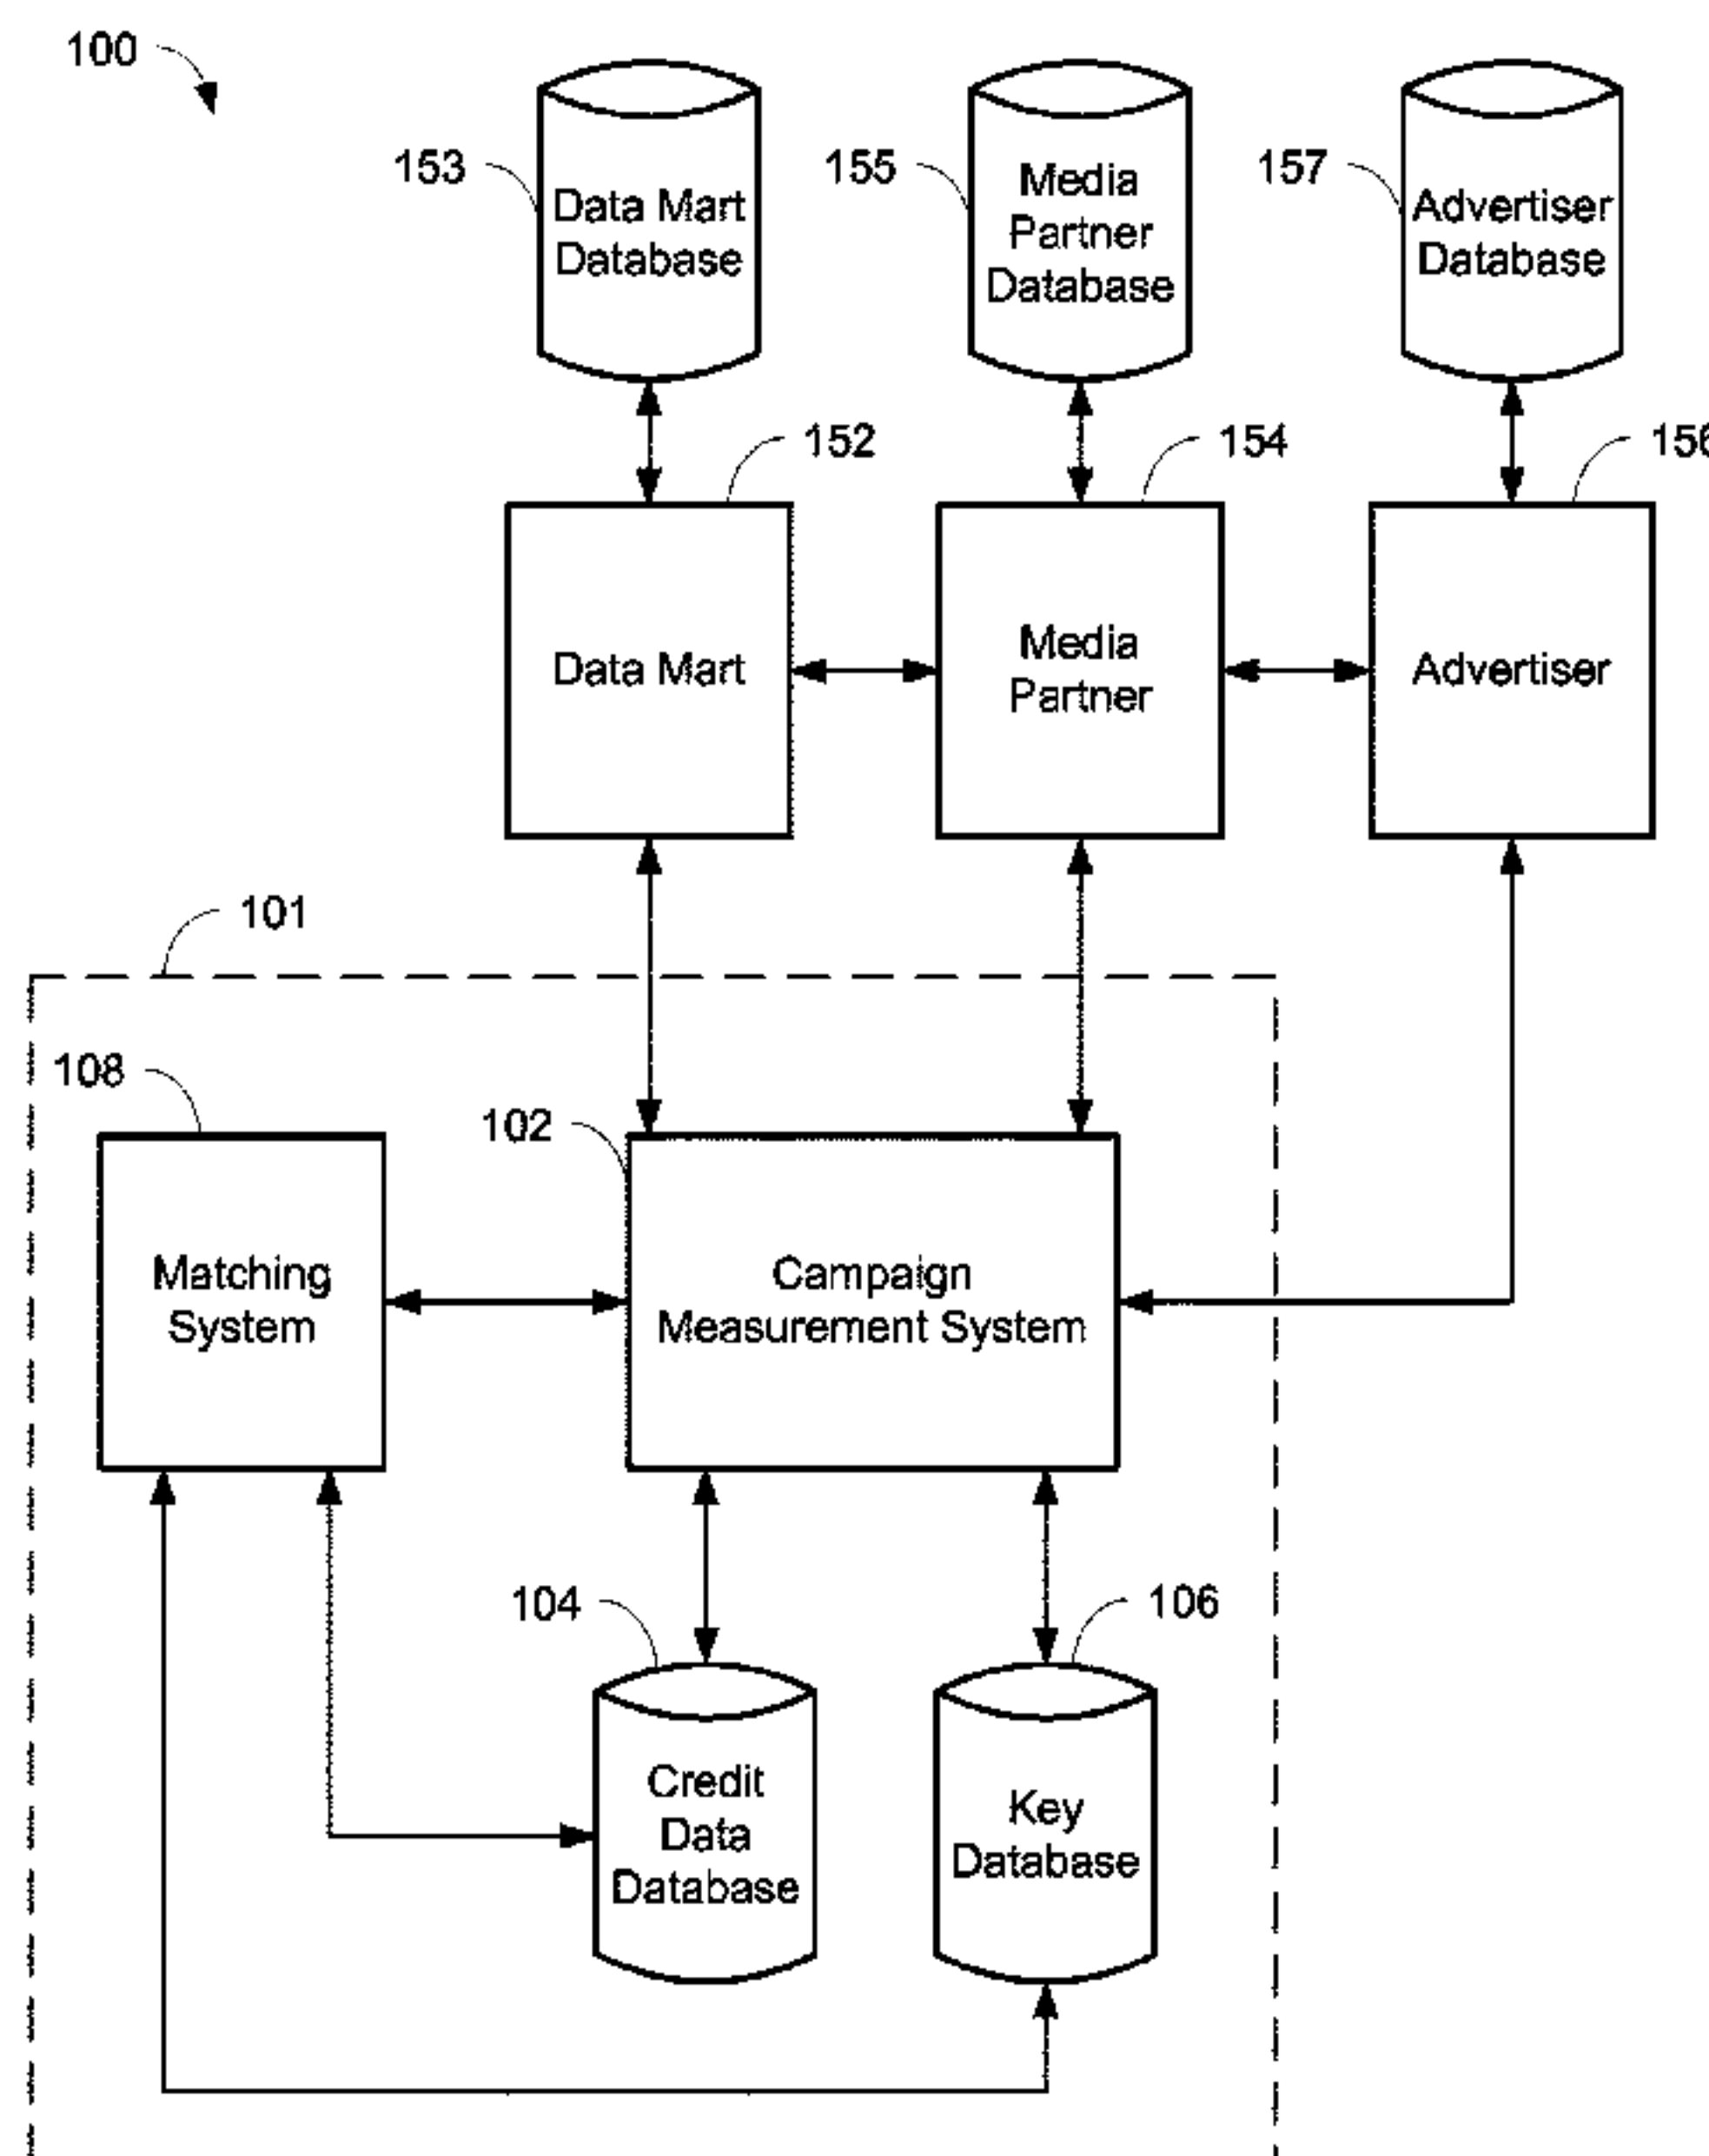 100
153
Data Mart
Database
155
Media
Partner
Database
157
Advertiser
Database
152
154
156
Data Mart
Media
Partner
Advertiser
101
108
102
Matching
System
Campaign
Measurement System
104
106
Credit
Data
Database
Key
Database